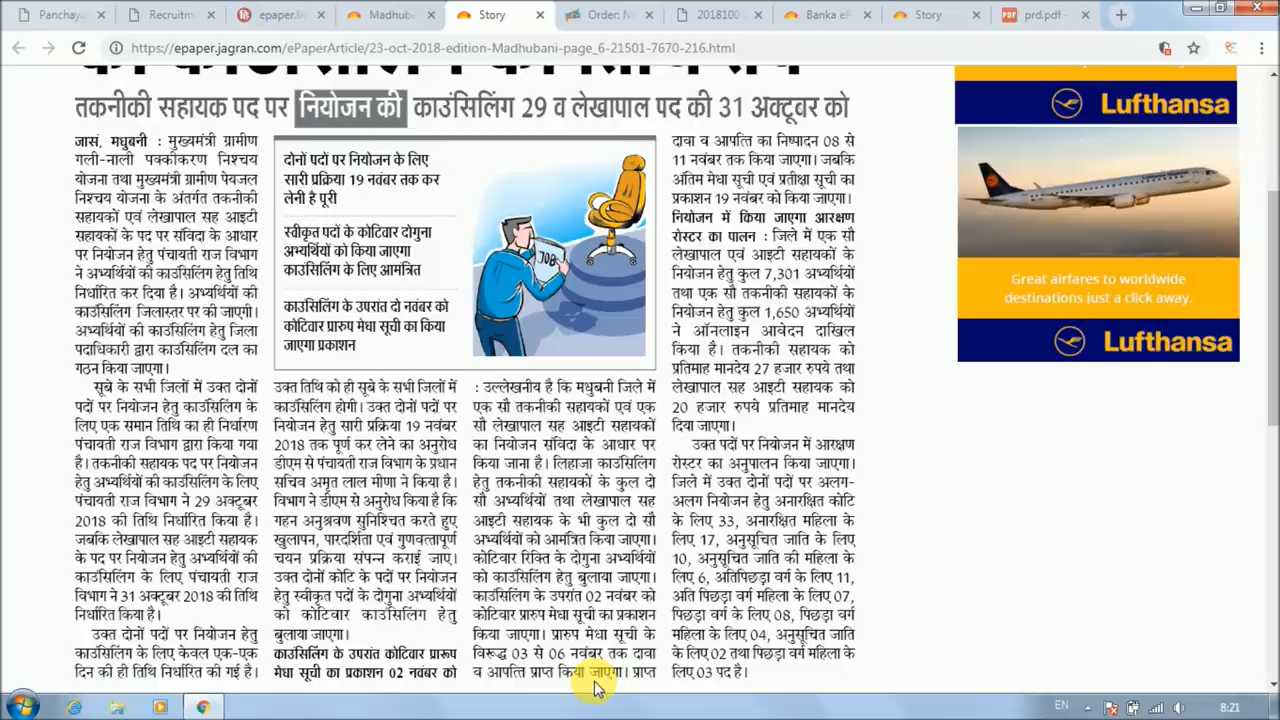 Panchay
Recruitm
epaper.liv
Madhub
Story
Order: N
2018100
Banka eP
Story
prd.pdf -
https://epaper.jagran.com/ePaperArticle/23-oct-2018-edition-Madhubani-page_6-21501-7670-216.html
तकनीकी सहायक पद पर नियोजन की काउंसिलिंग 29 व लेखापाल पद की 31 अक्टूबर को
जासं, मधुबनी : मुख्यमंत्री ग्रामीण
गली-नाली पक्कीकरण निश्चय
योजना तथा मुख्यमंत्री ग्रामीण पेयजल
निश्चय योजना के अंतर्गत तकनीकी
सहायकों एवं लेखापाल सह आइटी
सहायकों के पद पर संविदा के आधार
पर नियोजन हेतु पंचायती राज विभाग
ने अभ्यर्थियों की काउंसिलिंग हेतु तिथि
निर्धारित कर दिया है। अभ्यर्थियों की
काउंसिलिंग जिलास्तर पर की जाएगी।
अभ्यर्थियों की काउंसिलिंग हेतु जिला
पदाधिकारी द्वारा काउंसिलिंग दल का
गठन किया जाएगा।
सूबे के सभी जिलों में उक्त दोनों
पदों पर नियोजन हेतु काउंसिलिंग के
लिए एक समान तिथि का ही निर्धारण
पंचायती राज विभाग द्वारा किया गया
है। तकनीकी सहायक पद पर नियोजन
हेतु अभ्यर्थियों की काउंसिलिंग के लिए
पंचायती राज विभाग ने 29 अक्टूबर
2018 की तिथि निर्धारित किया है।
जबकि लेखापाल सह आइटी सहायक
के पद पर नियोजन हेतु अभ्यर्थियों की
काउंसिलिंग के लिए पंचायती राज
विभाग ने 31 अक्टूबर 2018 की तिथि
निर्धारित किया है।
उक्त दोनों पदों पर नियोजन हेतु
काउंसिलिंग के लिए केवल एक-एक
दिन की ही तिथि निर्धारित की गई है।
दोनों पदों पर नियोजन के लिए
सारी प्रक्रिया 19 नवंबर तक कर
लेनी है पूरी
स्वीकृत पदों के कोटिवार दोगुना
अभ्यर्थियों को किया जाएगा
काउंसिलिंग के लिए आमंत्रित
काउंसिलिंग के उपरांत दो नवंबर को
कोटिवार प्रारुप मेधा सूची का किया
जाएगा प्रकाशन
JOB
उक्त तिथि को ही सूबे के सभी जिलों में
काउंसिलिंग होगी। उक्त दोनों पदों पर
नियोजन हेतु सारी प्रक्रिया 19 नवंबर
2018 तक पूर्ण कर लेने का अनुरोध
डीएम से पंचायती राज विभाग के प्रधान
सचिव अमृत लाल मीणा ने किया है।
विभाग ने डीएम से अनुरोध किया है कि
गहन अनुश्रवण सुनिश्चित करते हुए
खुलापन, पारदर्शिता एवं गुणवत्तापूर्ण
चयन प्रक्रिया संपन्न कराई जाए।
उक्त दोनों कोटि के पदों पर नियोजन
हेतु स्वीकृत पदों के दोगुना अभ्यर्थियों
को कोटिवार काउंसिलिंग हेतु
बुलाया जाएगा।
काउंसिलिंग के उपरांत कोटिवार प्रारूप
मेधा सूची का प्रकाशन 02 नवंबर को
: उल्लेखनीय है कि मधुबनी जिले में
एक सौ तकनीकी सहायकों एवं एक
सौ लेखापाल सह आइटी सहायकों
का नियोजन संविदा के आधार पर
किया जाना है। लिहाजा काउंसिलिंग
हेतु तकनीकी सहायकों के कुल दो
सौ अभ्यर्थियों तथा लेखापाल सह
आइटी सहायक के भी कुल दो सौ
अभ्यर्थियों को आमंत्रित किया जाएगा।
कोटिवार रिक्ति के दोगुना अभ्यर्थियों
को काउंसिलिंग हेतु बुलाया जाएगा।
काउंसिलिंग के उपरांत 02 नवंबर को
कोटिवार प्रारुप मेधा सूची का प्रकाशन
किया जाएगा। प्रारुप मेधा सूची के
विरूद्ध 03 से 06 नवंबर तक दावा
व आपत्ति प्राप्त किया जाएगा। प्राप्त
दावा व आपत्ति का निष्पादन 08 से
11 नवंबर तक किया जाएगा। जबकि
अंतिम मेधा सूची एवं प्रतीक्षा सूची का
प्रकाशन 19 नवंबर को किया जाएगा।
नियोजन में किया जाएगा आरक्षण
रोस्टर का पालन : जिले में एक सौ
लेखापाल एवं आइटी सहायकों के
नियोजन हेतु कुल 7,301 अभ्यर्थियों
तथा एक सौ तकनीकी सहायकों के
नियोजन हेतु कुल 1,650 अभ्यर्थियों
ने ऑनलाइन आवेदन दाखिल
किया है। तकनीकी सहायक को
प्रतिमाह मानदेय 27 हजार रुपये तथा
लेखापाल सह आइटी सहायक को
20 हजार रुपये प्रतिमाह मानदेय
दिया जाएगा।
उक्त पदों पर नियोजन में आरक्षण
रोस्टर का अनुपालन किया जाएगा।
जिले में उक्त दोनों पदों पर अलग-
अलग नियोजन हेतु अनारक्षित कोटि
के लिए 33, अनारक्षित महिला के
लिए 17, अनुसूचित जाति के लिए
10, अनुसूचित जाति की महिला के
लिए 6, अतिपिछड़ा वर्ग के लिए 11,
अति पिछड़ा वर्ग महिला के लिए 07,
पिछड़ा वर्ग के लिए 08, पिछड़ा वर्ग
महिला के लिए 04, अनुसूचित जाति
के लिए 02 तथा पिछड़ा वर्ग महिला के
लिए 03 पद है।
Lufthansa
Great airfares to worldwide
destinations just a click away.
Lufthansa
EN
8:21